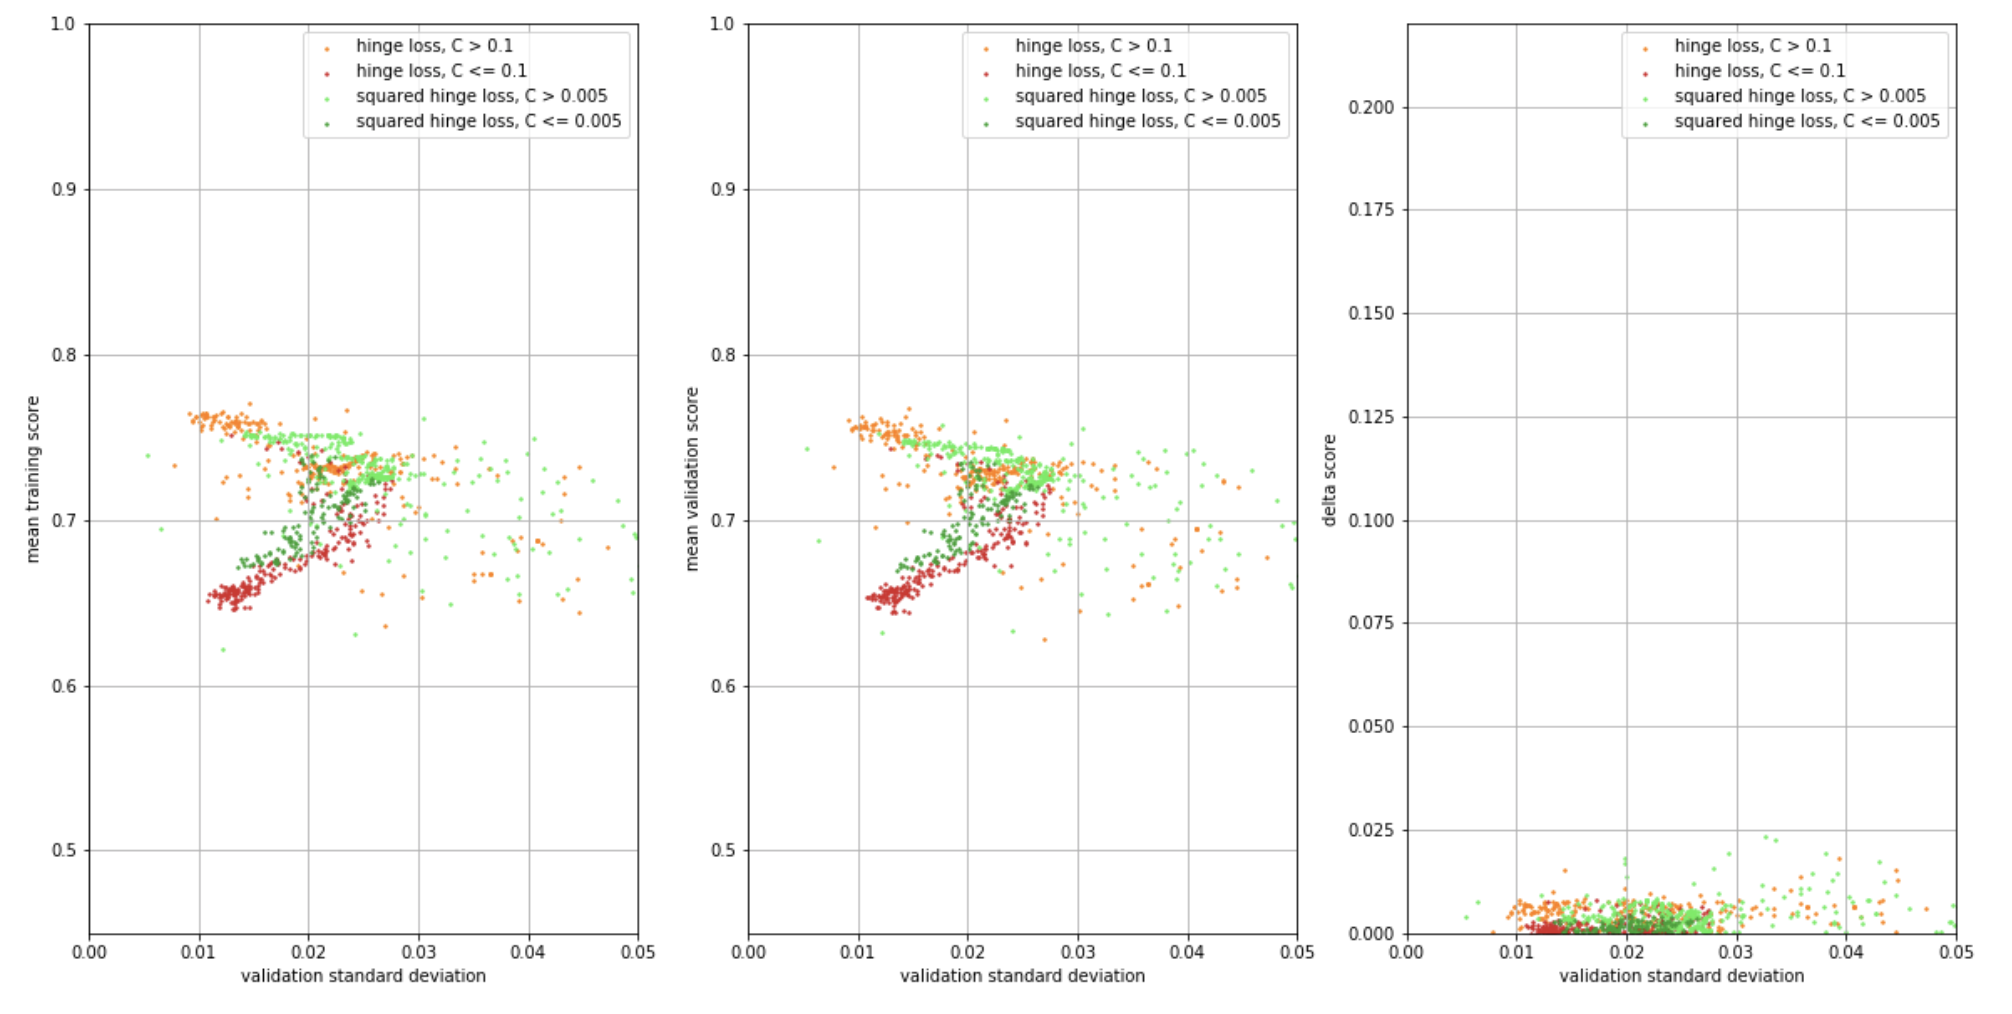 1.0
0.9
0.8
0.7
0.6
0.5
mean training score
hinge loss, C > 0.1
hinge loss, C <= 0.1
squared hinge loss, C > 0.005
squared hinge loss, C <= 0.005
0.00 0.01 0.02 0.03 0.04 0.05
validation standard deviation
1.0
0.9
0.8
0.7
0.6
0.5
mean validation score
hinge loss, C > 0.1
hinge loss, C <= 0.1
squared hinge loss, C > 0.005
squared hinge loss, C <= 0.005
0.00 0.01 0.02 0.03 0.04 0.05
validation standard deviation
0.200
0.175
0.150
0.125
0.100
0.075
0.050
0.025
0.000
delta score
hinge loss, C > 0.1
hinge loss, C <= 0.1
squared hinge loss, C > 0.005
squared hinge loss, C <= 0.005
0.00 0.01 0.02 0.03 0.04 0.05
validation standard deviation